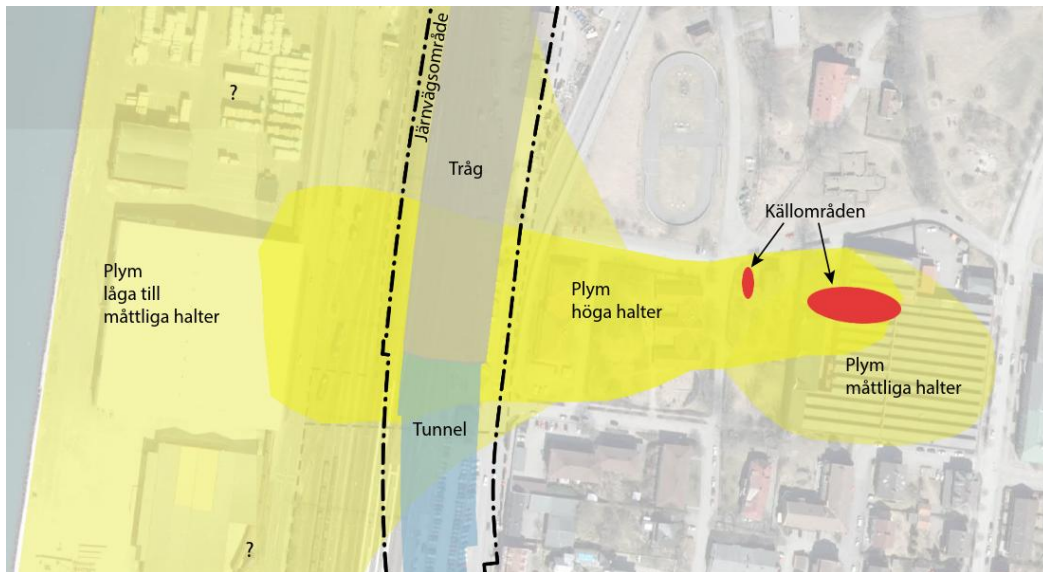 Järnvägsområde
?
Tråg
Källområden
Plym
låga till
måttliga halter
Plym
höga halter
Plym
måttliga halter
Tunnel
?